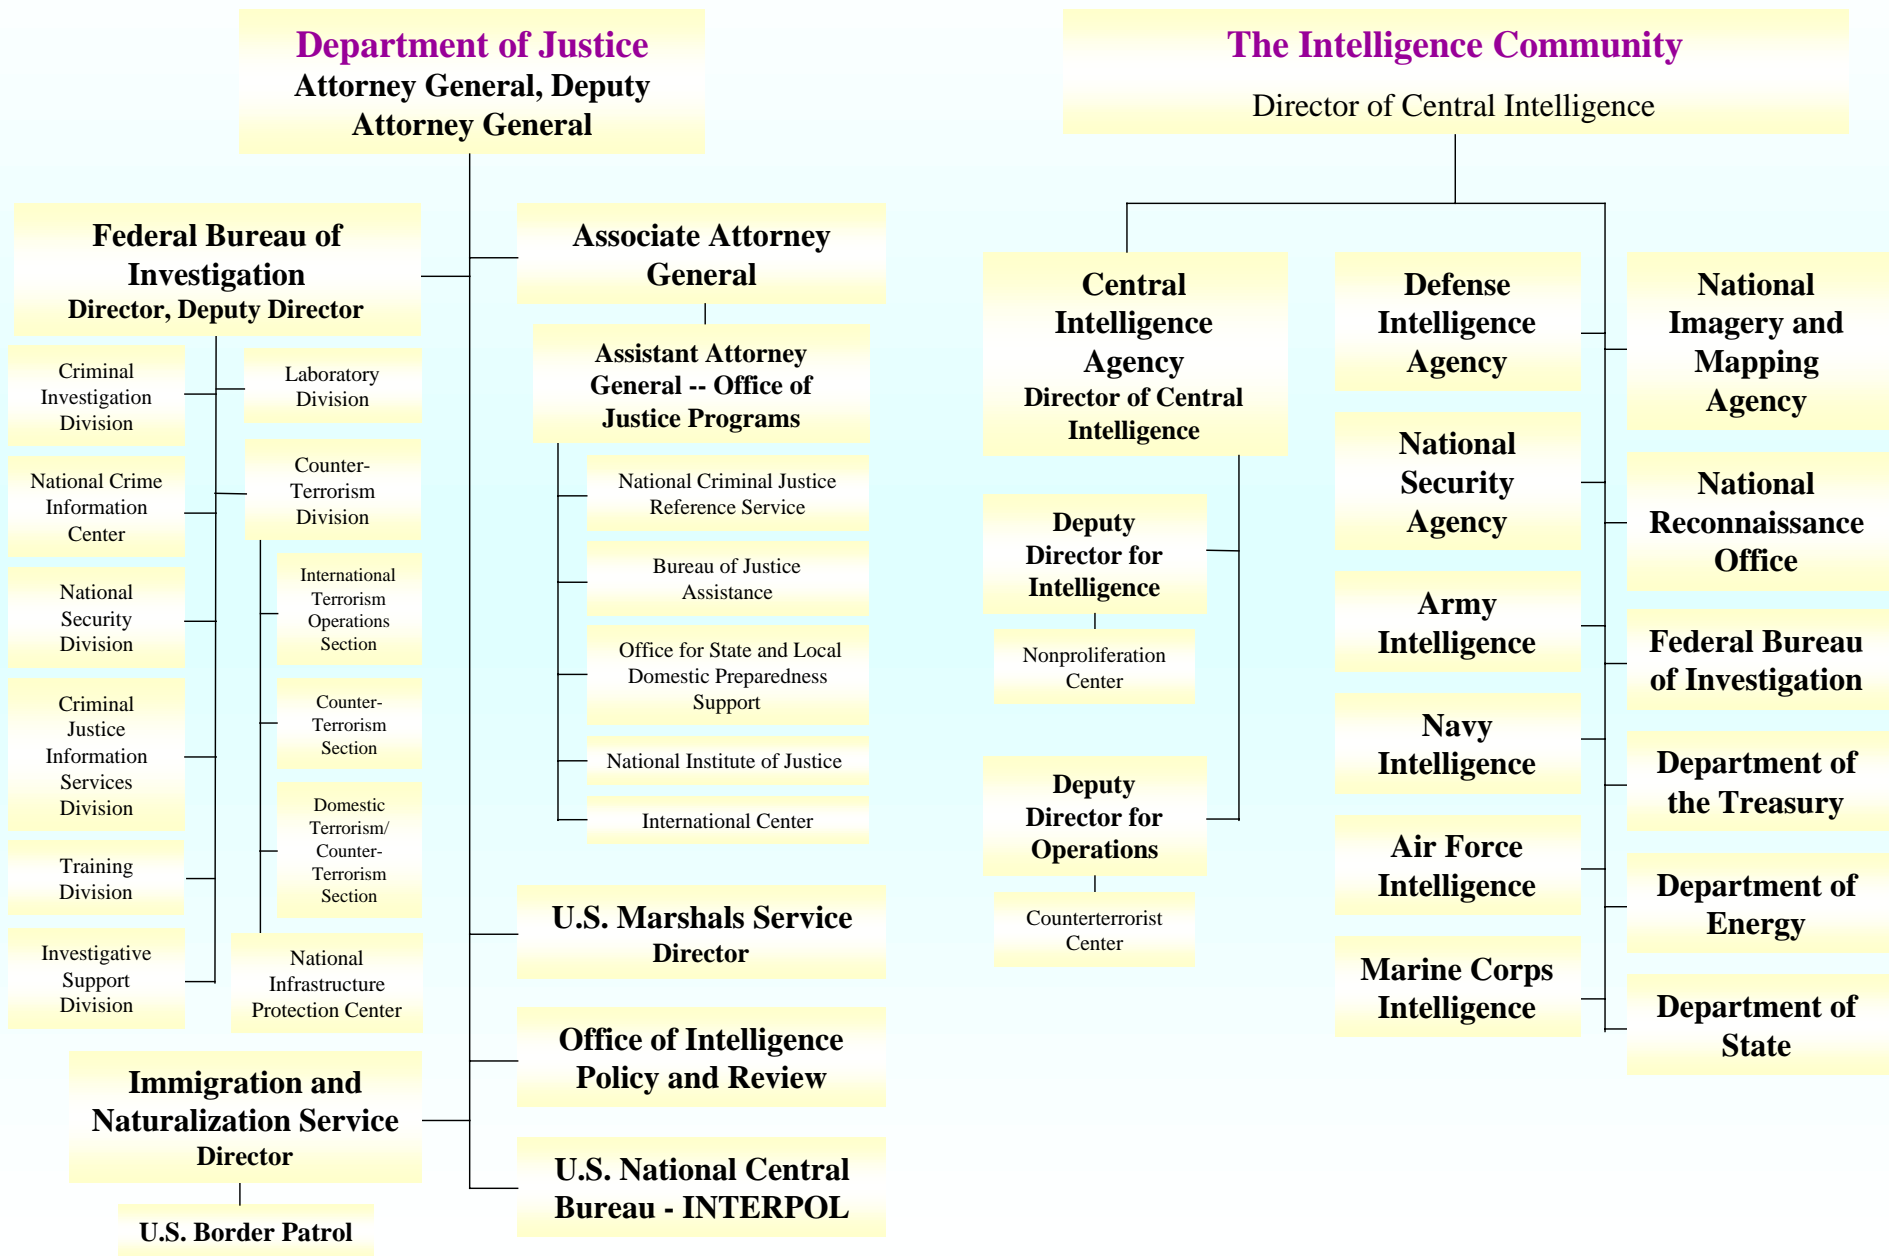 Department of Justice
Attorney General, Deputy
Attorney General
Federal Bureau of
Investigation
Director, Deputy Director
Criminal
Investigation
Division
National Crime
Information
Center
National
Security
Division
Criminal
Justice
Information
Services
Division
Training
Division
Investigative
Support
Division
Laboratory
Division
Counter-
Terrorism
Division
International
Terrorism
Operations
Section
Counter-
Terrorism
Section
Domestic
Terrorism/
Counter-
Terrorism
Section
National
Infrastructure
Protection Center
Immigration and
Naturalization Service
Director
U.S. Border Patrol
Associate Attorney
General
Assistant Attorney
General -- Office of
Justice Programs
National Criminal Justice
Reference Service
Bureau of Justice
Assistance
Office for State and Local
Domestic Preparedness
Support
National Institute of Justice
International Center
U.S. Marshals Service
Director
Office of Intelligence
Policy and Review
U.S. National Central
Bureau - INTERPOL
The Intelligence Community
Director of Central Intelligence
Central
Intelligence
Agency
Director of Central
Intelligence
Deputy
Director for
Intelligence
Nonproliferation
Center
Deputy
Director for
Operations
Counterterrorist
Center
Defense
Intelligence
Agency
National
Security
Agency
Army
Intelligence
Navy
Intelligence
Air Force
Intelligence
Marine Corps
Intelligence
National
Imagery and
Mapping
Agency
National
Reconnaissance
Office
Federal Bureau
of Investigation
Department of
the Treasury
Department of
Energy
Department of
State